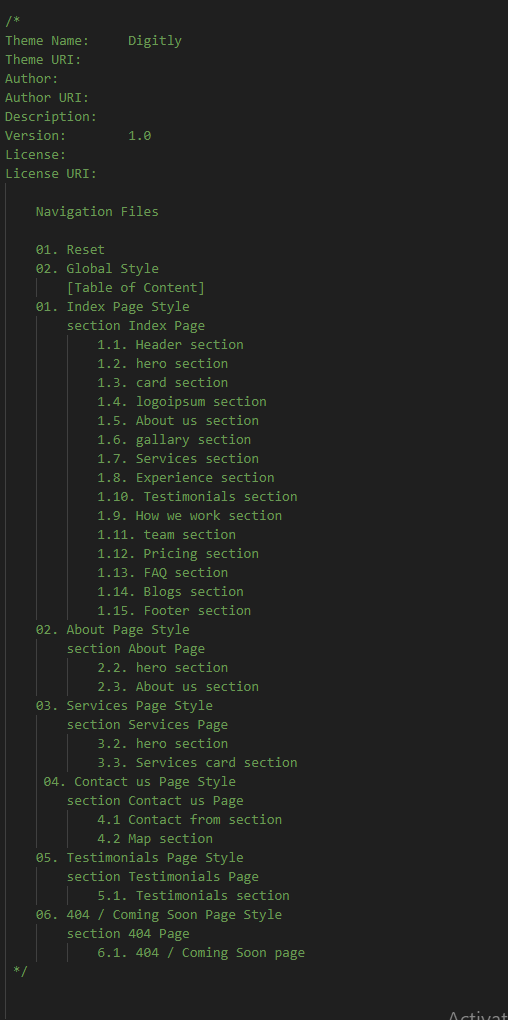 /*
Theme Name:     Digitly
Theme URI:
Author:
Author URI:
Description:
Version:        1.0
License:
License URI:
Navigation Files
01. Reset
02. Global Style
[Table of Content]
01. Index Page Style
section Index Page
1.1. Header section
1.2. hero section
1.3. card section
1.4. logoipsum section
1.5. About us section
1.6. gallary section
1.7. Services section
1.8. Experience section
1.10. Testimonials section
1.9. How we work section
1.11. team section
1.12. Pricing section
1.13. FAQ section
1.14. Blogs section
1.15. Footer section
02. About Page Style
section About Page
2.2. hero section
2.3. About us section
03. Services Page Style
section Services Page
3.2. hero section
3.3. Services card section
04. Contact us Page Style
section Contact us Page
4.1 Contact from section
4.2 Map section
05. Testimonials Page Style
section Testimonials Page
5.1. Testimonials section
06. 404 / Coming Soon Page Style
section 404 Page
6.1. 404 / Coming Soon page
*/